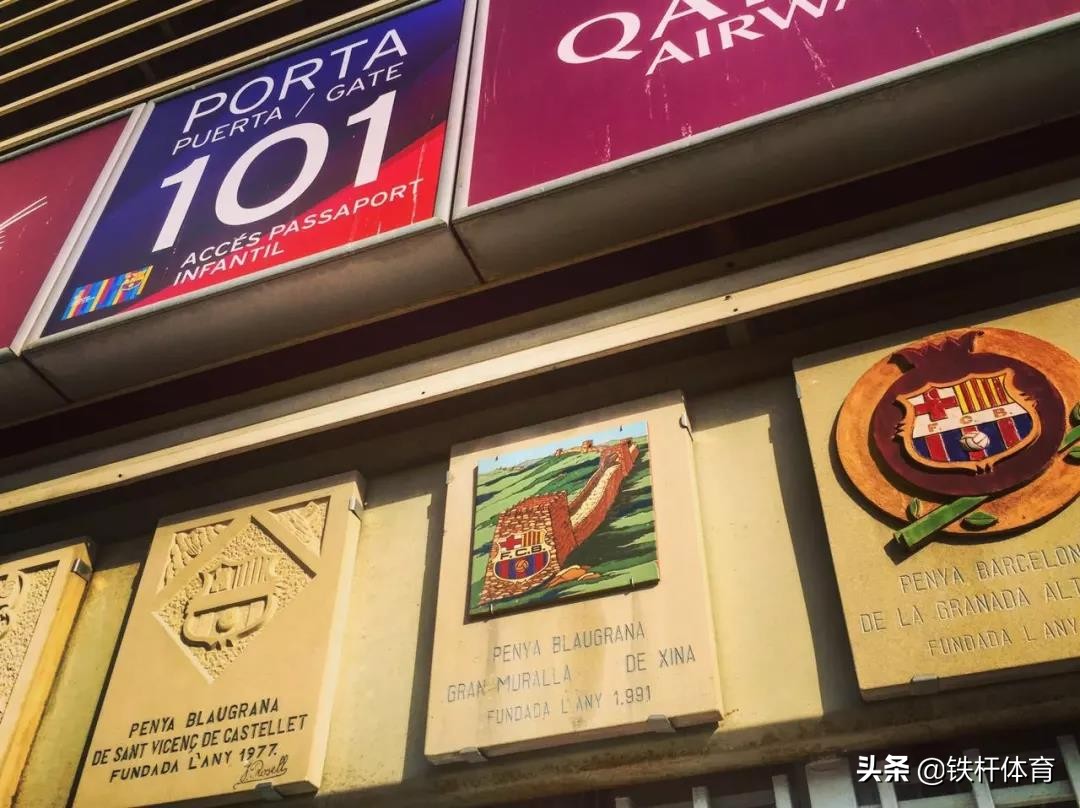 PORTA
PUERTA / GATE
101
ACCÉS PASSAPORT
INFANTIL
AIRW
F.C.B.
PENYA BLAUGRANA
DE SANT VICENÇ DE CASTELLET
FUNDADA L'ANY 1977.
F.C.B.
PENYA BLAUGRANA
GRAN MURALLA DE XINA
FUNDADA L'ANY 1.991
F. C. B.
PENYA BARCELON
DE LA GRANADA ALT
FUNDADA L'ANY
头条 @铁杆体育